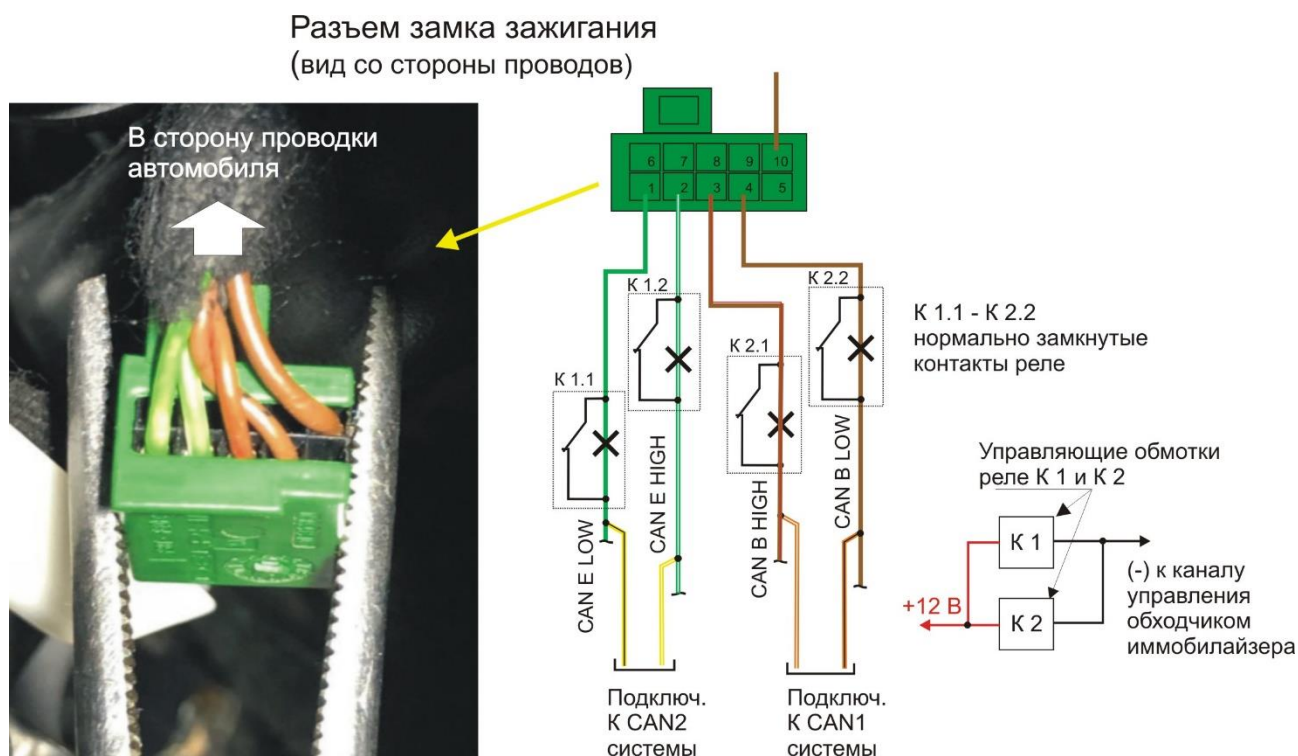 Разъем замка зажигания
(вид со стороны проводов)
В сторону проводки
автомобиля
6 7 8 9 10
1 2 3 4 5
К 1.2
К 2.2
К 1.1
К 2.1
К 1.1 - К 2.2
нормально замкнутые
контакты реле
CAN E LOW
CAN E HIGH
CAN B HIGH
CAN B LOW
Управляющие обмотки
реле К 1 и К 2
К 1
К 2
+12 В
(-) к каналу
управления
обходчиком
иммобилайзера
Подключ.
К CAN2
системы
Подключ.
К CAN1
системы